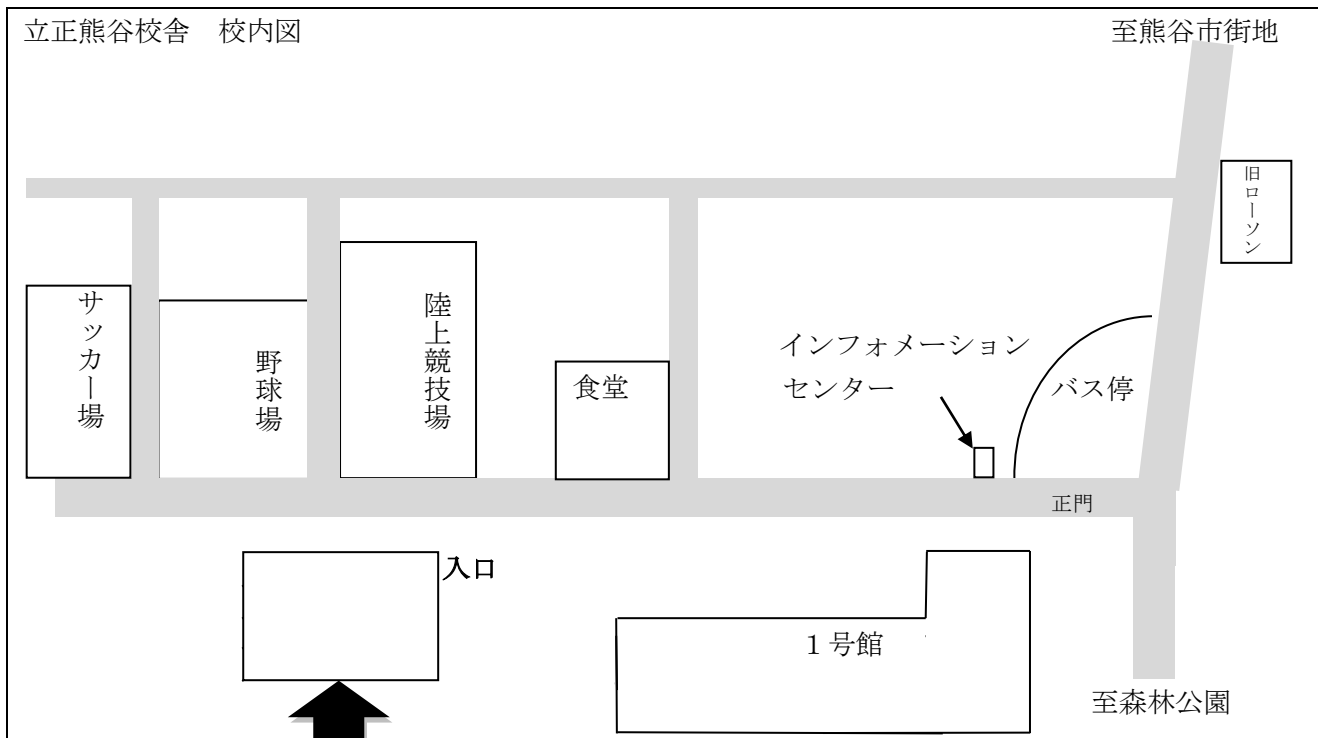 立正熊谷校舎　校内図
至熊谷市街地
旧ローソン
サッカー場
野球場
陸上競技場
食堂
インフォメーション
センター
バス停
正門
入口
１号館
至森林公園